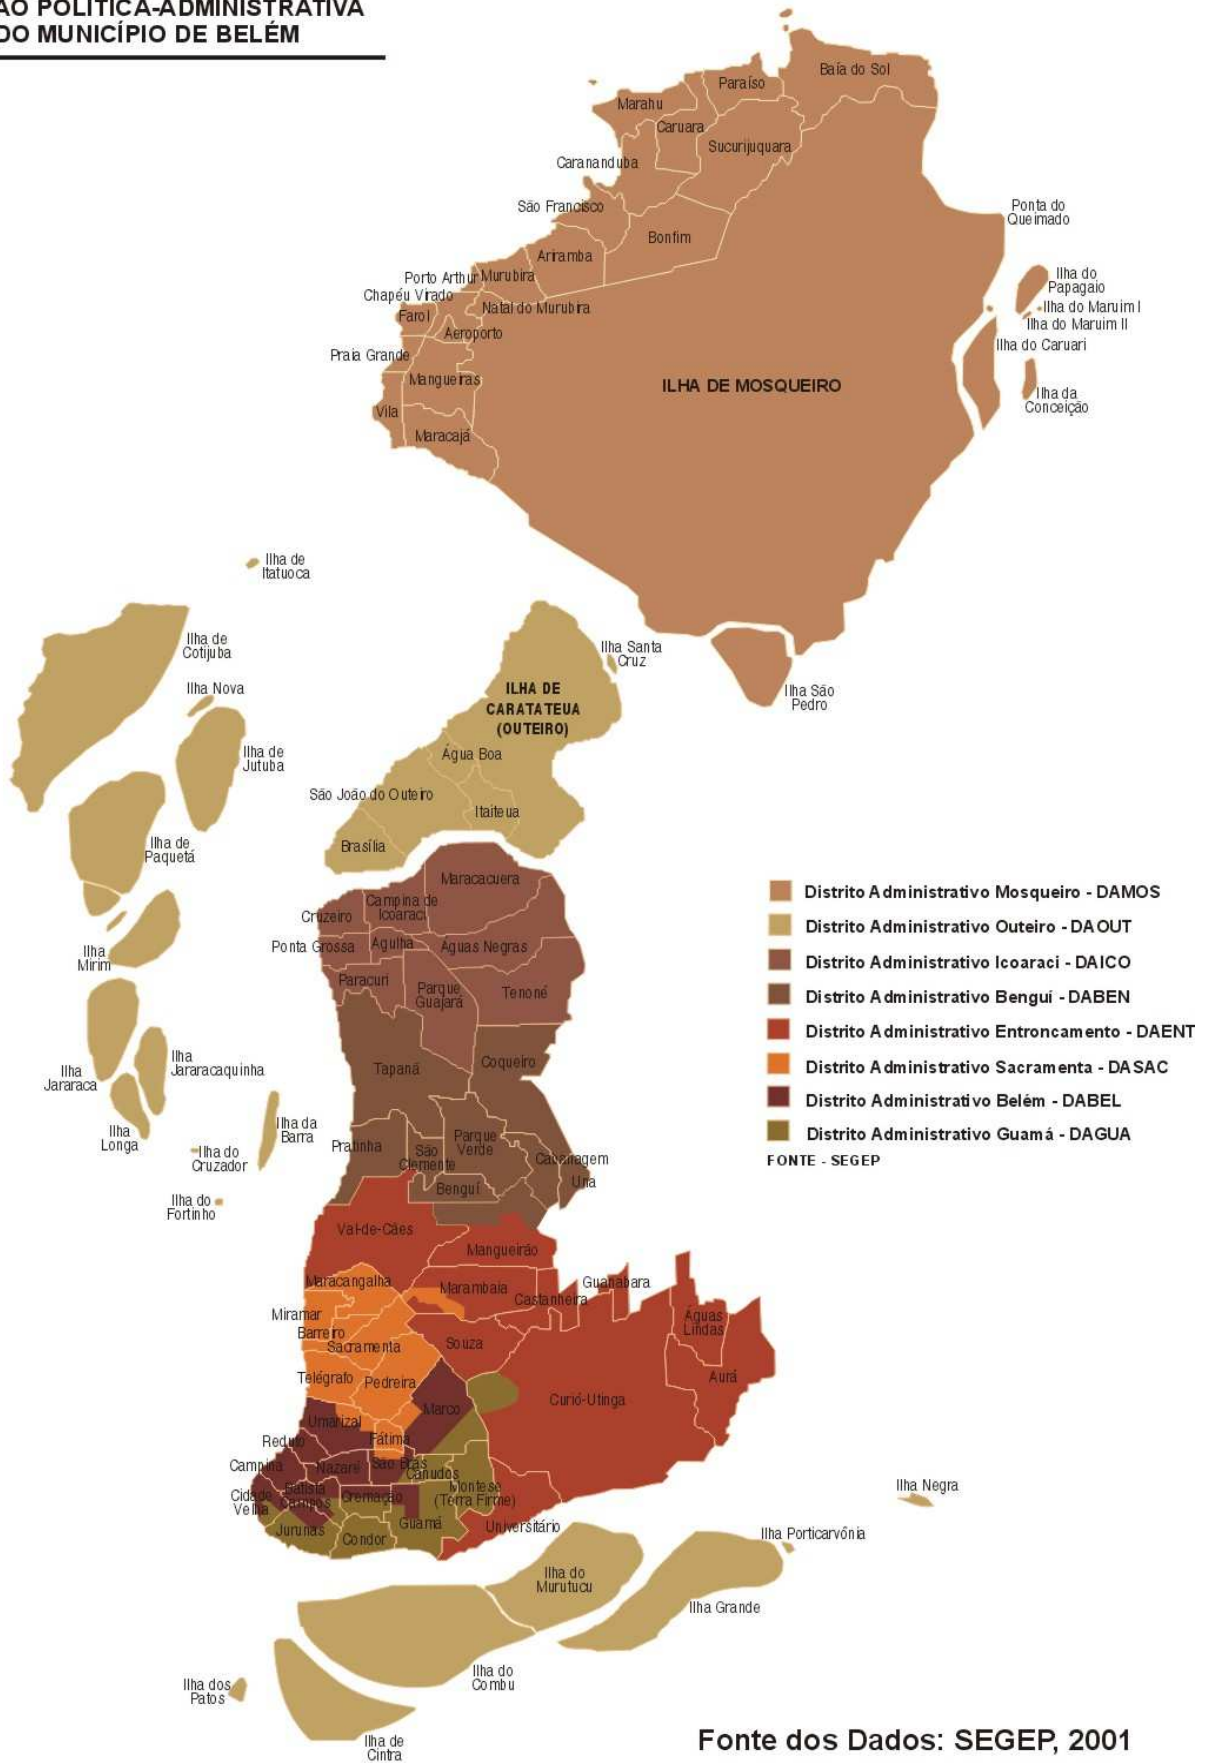 ÃO POLÍTICA-ADMINISTRATIVA
DO MUNICÍPIO DE BELÉM
Baía do Sol
Paraíso
Marahu
Caruara
Sucurijuquara
Carananduba
São Francisco
Bonfim
Ariramba
Ponta do
Queimado
Porto Arthur
Murubira
Chapéu Virado
Natal do Murubira
Farol
Aeroporto
Praia Grande
Mangueiras
Vila
Maracajá
ILHA DE MOSQUEIRO
Ilha do
Papagaio
Ilha do Maruim I
Ilha do Maruim II
Ilha do Caruari
Ilha da
Conceição
Ilha de
Itatuoca
Ilha de
Cotijuba
Ilha Nova
Ilha de
Jutuba
Ilha Santa
Cruz
Ilha São
Pedro
ILHA DE
CARATATEUA
(OUTEIRO)
Água Boa
São João do Outeiro
Itaiteua
Brasília
Ilha de
Paquetá
Ilha
Mirim
Ilha
Jararaca
Ilha
Jararacaquinha
Ilha
Longa
Ilha da
Barra
Ilha do
Cruzador
Ilha do
Fortinho
Maracacuera
Campina de
Icoaraci
Cruzeiro
Ponta Grossa
Agulha
Aguas Negras
Paracuri
Parque
Guajará
Tenoné
Tapanã
Coqueiro
Pratinha
São
Clemente
Parque
Verde
Cabanagem
Una
Benguí
Distrito Administrativo Mosqueiro - DAMOS
Distrito Administrativo Outeiro - DAOUT
Distrito Administrativo Icoaraci - DAICO
Distrito Administrativo Benguí - DABEN
Distrito Administrativo Entroncamento - DAENT
Distrito Administrativo Sacramenta - DASAC
Distrito Administrativo Belém - DABEL
Distrito Administrativo Guamá - DAGUA
FONTE - SEGEP
Val-de-Cães
Mangueirão
Maracangalha
Marambaia
Castanheira
Guanabara
Miramar
Barreiro
Sacramenta
Souza
Águas
Lindas
Aurá
Telégrafo
Pedreira
Curió-Utinga
Marco
Umarizal
Fátima
Reduto
Campina
Nazaré
São Brás
Canudos
Cidade
Velha
Batista
Campos
Cremação
Montese
(Terra Firme)
Jurunas
Condor
Guamá
Universitário
Ilha Negra
Ilha Porticarvônia
Ilha do
Murutucu
Ilha Grande
Ilha do
Combu
Ilha dos
Patos
Ilha de
Cintra
Fonte dos Dados: SEGEP, 2001